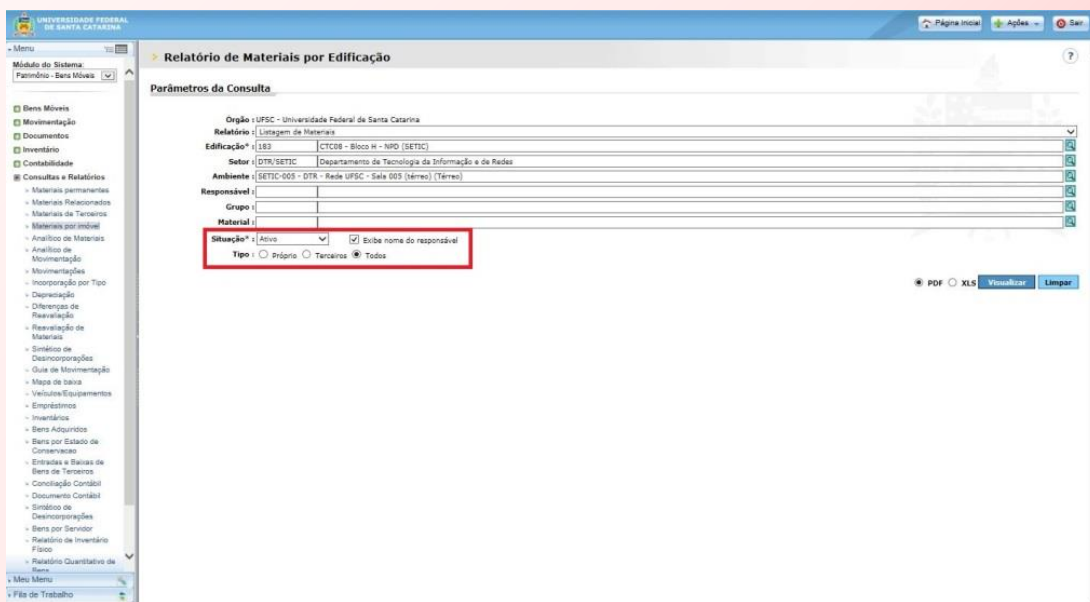 UNIVERSIDADE FEDERAL
DE SANTA CATARINA
Página Inicial
Ações
Sair
Menu
Módulo do Sistema:
Patrimônio - Bens Móveis
Bens Móveis
Movimentação
Documentos
Inventário
Contabilidade
Consultas e Relatórios
Materiais permanentes
Materiais Relacionados
Materiais de Terceiros
Materiais por imóvel
Analítico de Materiais
Analítico de
Movimentação
Movimentações
Incorporação por Tipo
Depreciação
Diferenças de
Reavaliação
Reavaliação de
Materiais
Sintético de
Desincorporações
Guia de Movimentação
Mapa de baixa
Veículos/Equipamentos
Empréstimos
Inventários
Bens Adquiridos
Bens por Estado de
Conservacao
Entradas e Baixas de
Bens de Terceiros
Conciliação Contábil
Documento Contábil
Sintético de
Desincorporações
Bens por Servidor
Relatório de Inventário
Físico
Relatório Quantitativo de
Bens
Meu Menu
Fila de Trabalho
Relatório de Materiais por Edificação
?
Parâmetros da Consulta
Orgão : UFSC - Universidade Federal de Santa Catarina
Relatório : Listagem de Materiais
Edificação* : 183 CTC08 - Bloco H - NPD (SETIC)
Setor : DTR/SETIC Departamento de Tecnologia da Informação e de Redes
Ambiente : SETIC-005 - DTR - Rede UFSC - Sala 005 (térreo) (Térreo)
Responsável :
Grupo :
Material :
Situação* : Ativo Exibe nome do responsável
Tipo : Próprio Terceiros Todos
PDF XLS Visualizar Limpar